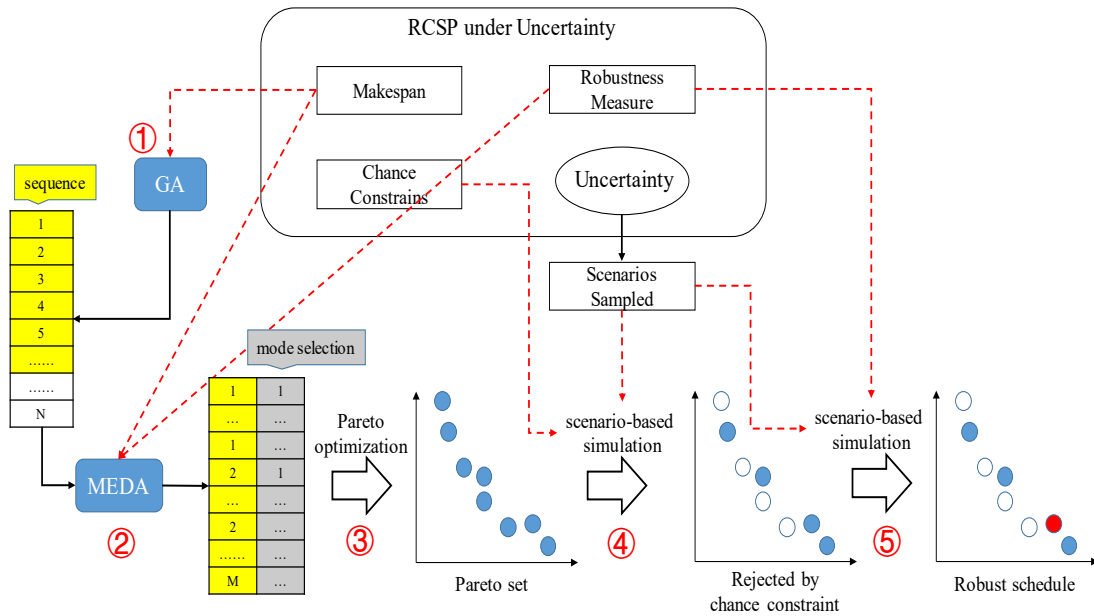 RCSP under Uncertainty
Makespan
Robustness
Measure
①
GA
Chance
Constrains
Uncertainty
sequence
1
2
3
4
5
……
……
N
Scenarios
Sampled
mode selection
1 1
... ...
1 ...
2 1
... ...
2 ...
…… ...
M ...
MEDA
②
Pareto
optimization
③
Pareto set
scenario-based
simulation
④
Rejected by
chance constraint
scenario-based
simulation
⑤
Robust schedule